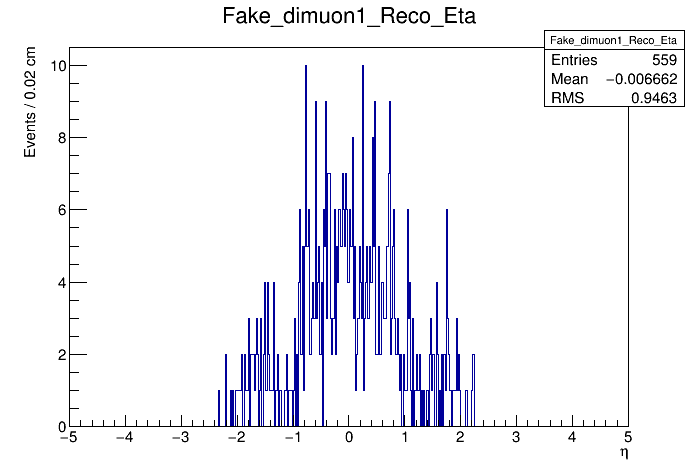 Fake_dimuon1_Reco_Eta
Fake_dimuon1_Reco_Eta
Entries 559
Mean −0.006662
RMS 0.9463
Events / 0.02 cm
10
8
6
4
2
0
−5 −4 −3 −2 −1 0 1 2 3 4 5
η